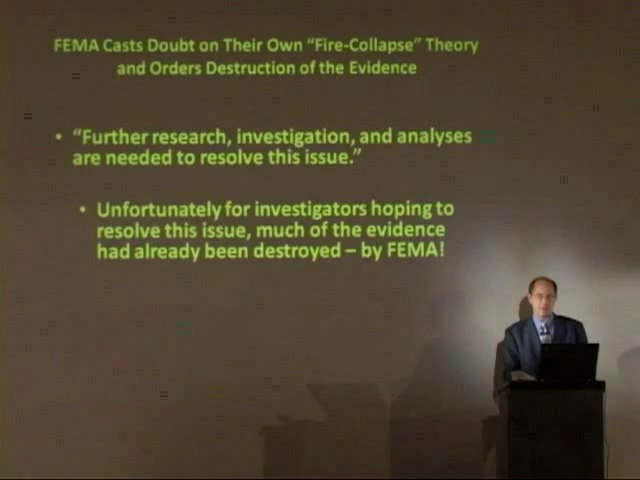 FEMA Casts Doubt on Their Own “Fire-Collapse” Theory
and Orders Destruction of the Evidence
• “Further research, investigation, and analyses
are needed to resolve this issue.”
• Unfortunately for investigators hoping to
resolve this issue, much of the evidence
had already been destroyed – by FEMA!